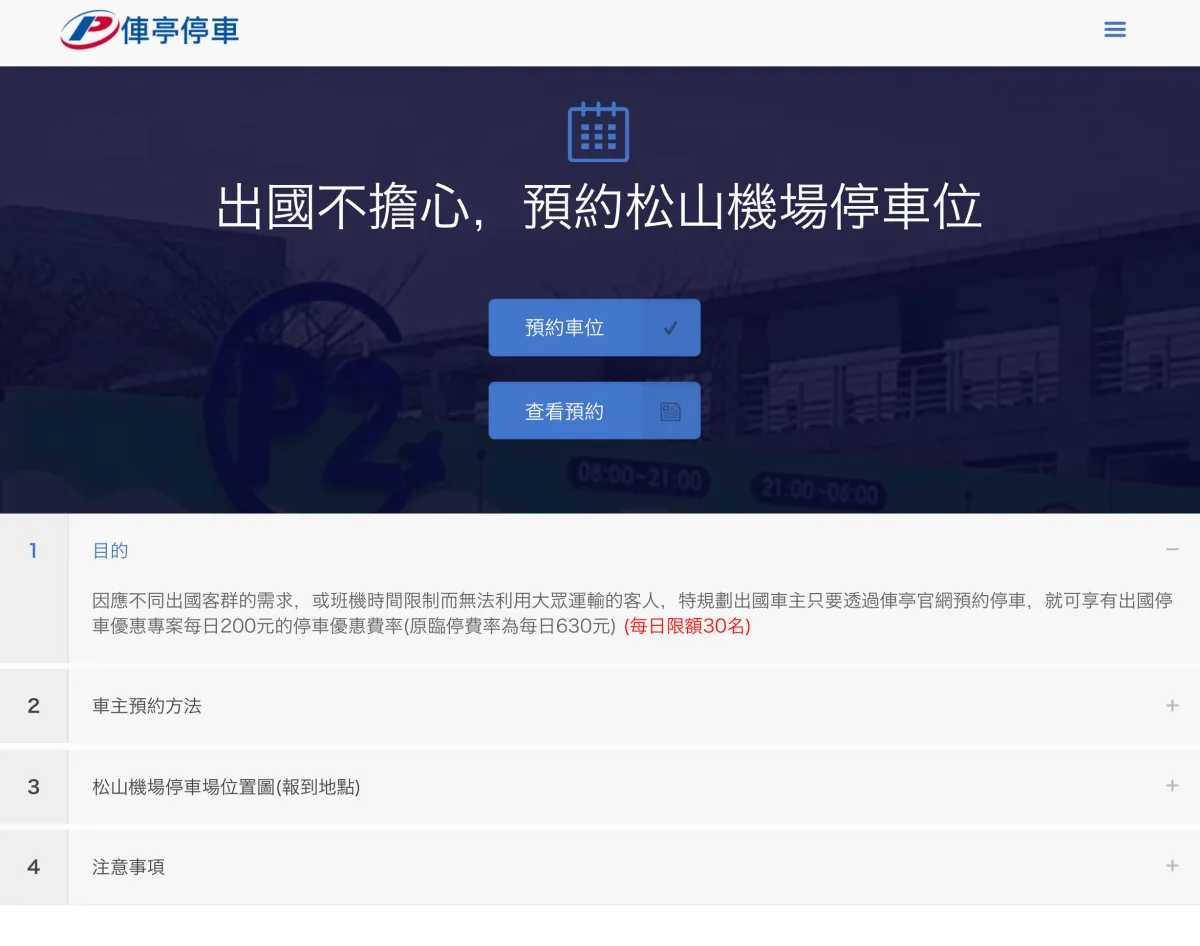 俥亭停車
出國不擔心，預約松山機場停車位
預約車位
查看預約
P2
08:00~21:00
21:00~08:00
1
目的
因應不同出國客群的需求，或班機時間限制而無法利用大眾運輸的客人，特規劃出國車主只要透過俥亭官網預約停車，就可享有出國停
車優惠專案每日200元的停車優惠費率(原臨停費率為每日630元) (每日限額30名)
2
車主預約方法
3
松山機場停車場位置圖(報到地點)
4
注意事項